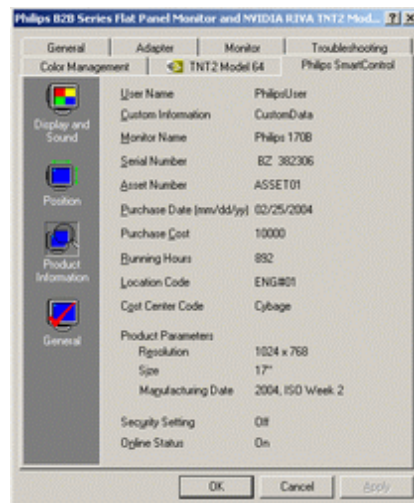 Philips B2B Series Flat Panel Monitor and NVIDIA RIVA TNT2 Mod...
General Adapter Monitor Troubleshooting
Color Management TNT2 Model 64 Philips SmartControl
Display and Sound
Position
Product Information
General
User Name PhilipsUser
Custom Information CustomData
Monitor Name Philips 170B
Serial Number BZ 382306
Asset Number ASSET01
Purchase Date (mm/dd/yy) 02/25/2004
Purchase Cost 10000
Running Hours 892
Location Code ENG#01
Cost Center Code Cybage
Product Parameters
Resolution 1024 x 768
Size 17"
Manufacturing Date 2004, ISO Week 2
Security Setting Off
Online Status On
OK Cancel Apply